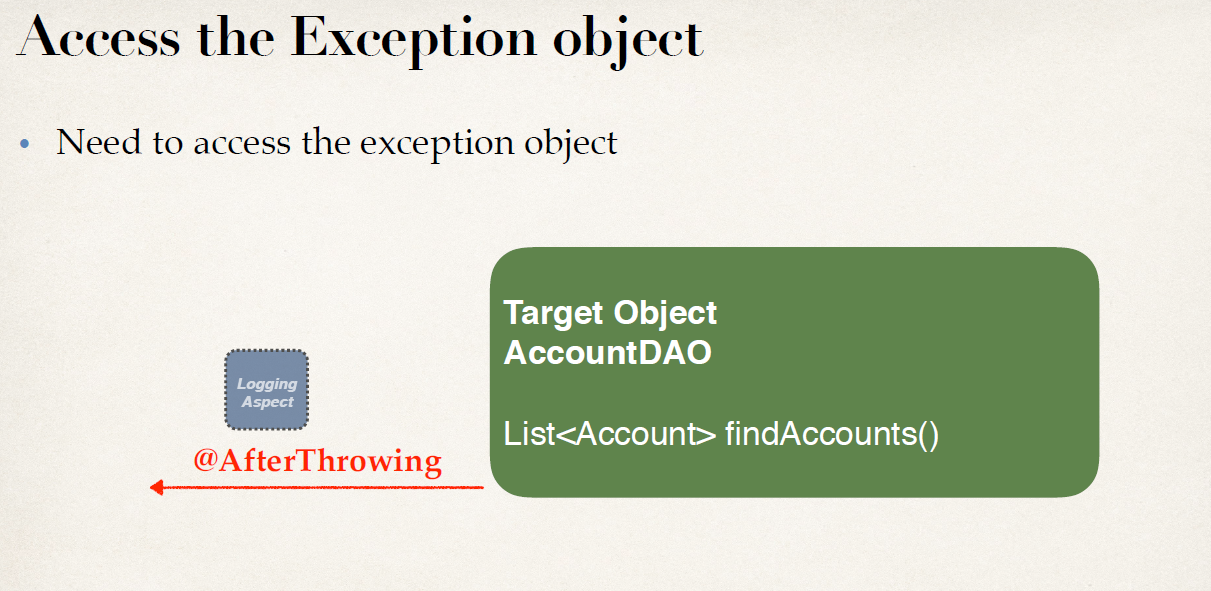 Access the Exception object
• Need to access the exception object
Target Object
AccountDAO
List<Account> findAccounts()
Logging
Aspect
@AfterThrowing